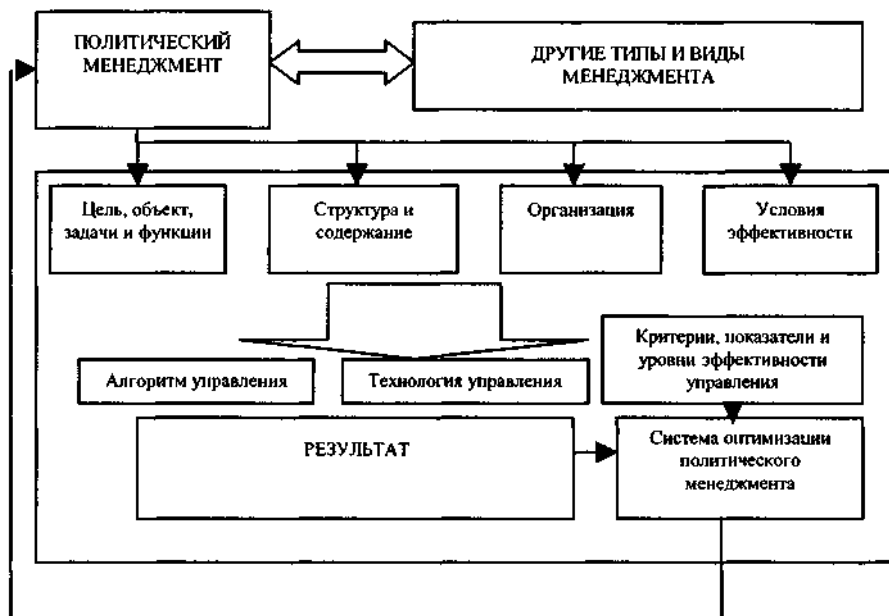 ПОЛИТИЧЕСКИЙ
МЕНЕДЖМЕНТ
ДРУГИЕ ТИПЫ И ВИДЫ
МЕНЕДЖМЕНТА
Цель, объект,
задачи и функции
Структура и
содержание
Организация
Условия
эффективности
Критерии, показатели и
уровни эффективности
управления
Алгоритм управления
Технология управления
РЕЗУЛЬТАТ
Система оптимизации
политического
менеджмента